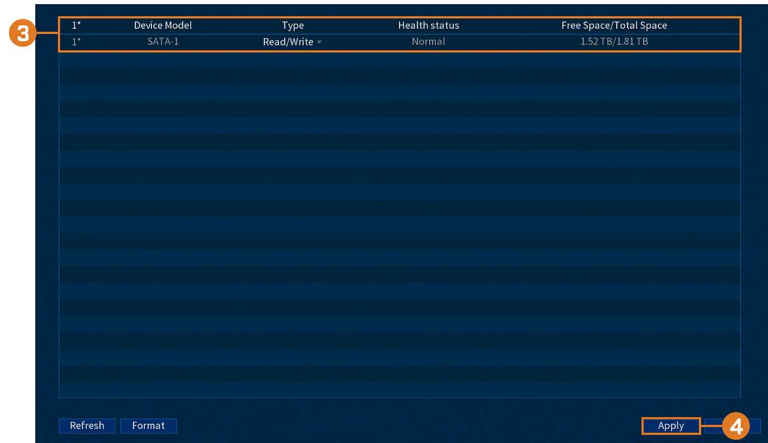 3
1* Device Model Type Health status Free Space/Total Space
1* SATA-1 Read/Write Normal 1.52 TB/1.81 TB
Refresh Format Apply 4